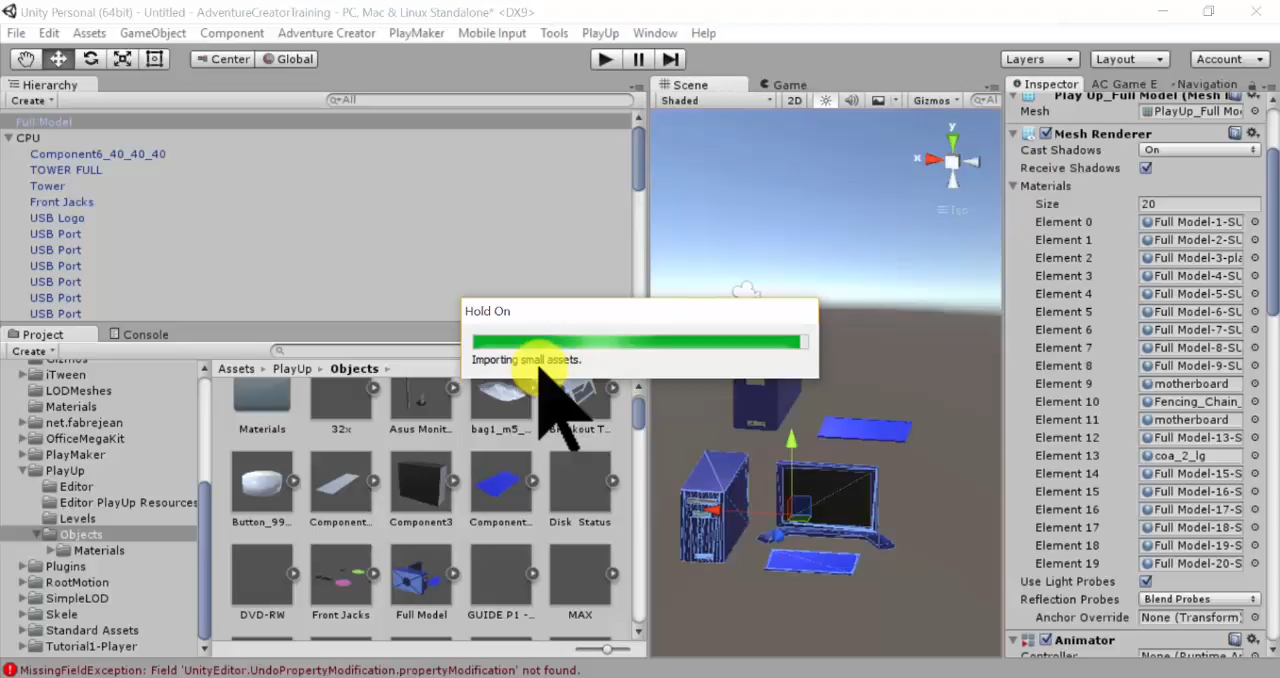 Unity Personal (64bit) - Untitled - AdventureCreatorTraining - PC, Mac & Linux Standalone* <DX9>
File Edit Assets GameObject Component Adventure Creator PlayMaker Mobile Input Tools PlayUp Window Help
Center Global Layers Layout Account
Hierarchy
Create All
Full Model
CPU
Component6_40_40_40
TOWER FULL
Tower
Front Jacks
USB Logo
USB Port
USB Port
USB Port
USB Port
USB Port
USB Port
Scene Game
Shaded 2D Gizmos All
y
x
Inspector AC Game E Navigation
Play Up_Full Model (Mesh
Mesh PlayUp_Full Mo
Mesh Renderer
Cast Shadows On
Receive Shadows
Materials
Size 20
Element 0 Full Model-1-SU
Element 1 Full Model-2-SU
Element 2 Full Model-3-pla
Element 3 Full Model-4-SU
Element 4 Full Model-5-SU
Element 5 Full Model-6-SU
Element 6 Full Model-7-SU
Element 7 Full Model-8-SU
Element 8 Full Model-9-SU
Element 9 motherboard
Element 10 Fencing_Chain_
Element 11 motherboard
Element 12 Full Model-13-S
Element 13 coa_2_lg
Element 14 Full Model-15-S
Element 15 Full Model-16-S
Element 16 Full Model-17-S
Element 17 Full Model-18-S
Element 18 Full Model-19-S
Element 19 Full Model-20-S
Use Light Probes
Reflection Probes Blend Probes
Anchor Override None (Transform)
Animator
Hold On
Importing small assets.
Project Console
Create
Gizmos
iTween
LODMeshes
Materials
net.fabrejean
OfficeMegaKit
PlayMaker
PlayUp
Editor
Editor PlayUp Resources
Levels
Objects
Materials
Plugins
RootMotion
SimpleLOD
Skele
Standard Assets
Tutorial1-Player
Assets PlayUp Objects
Materials 32x Asus Monit... bag1_m5_...
Button_99... Component... Component3 Component... Disk Status
DVD-RW Front Jacks Full Model GUIDE P1 -... MAX
MissingFieldException: Field 'UnityEditor.UndoPropertyModification.propertyModification' not found.